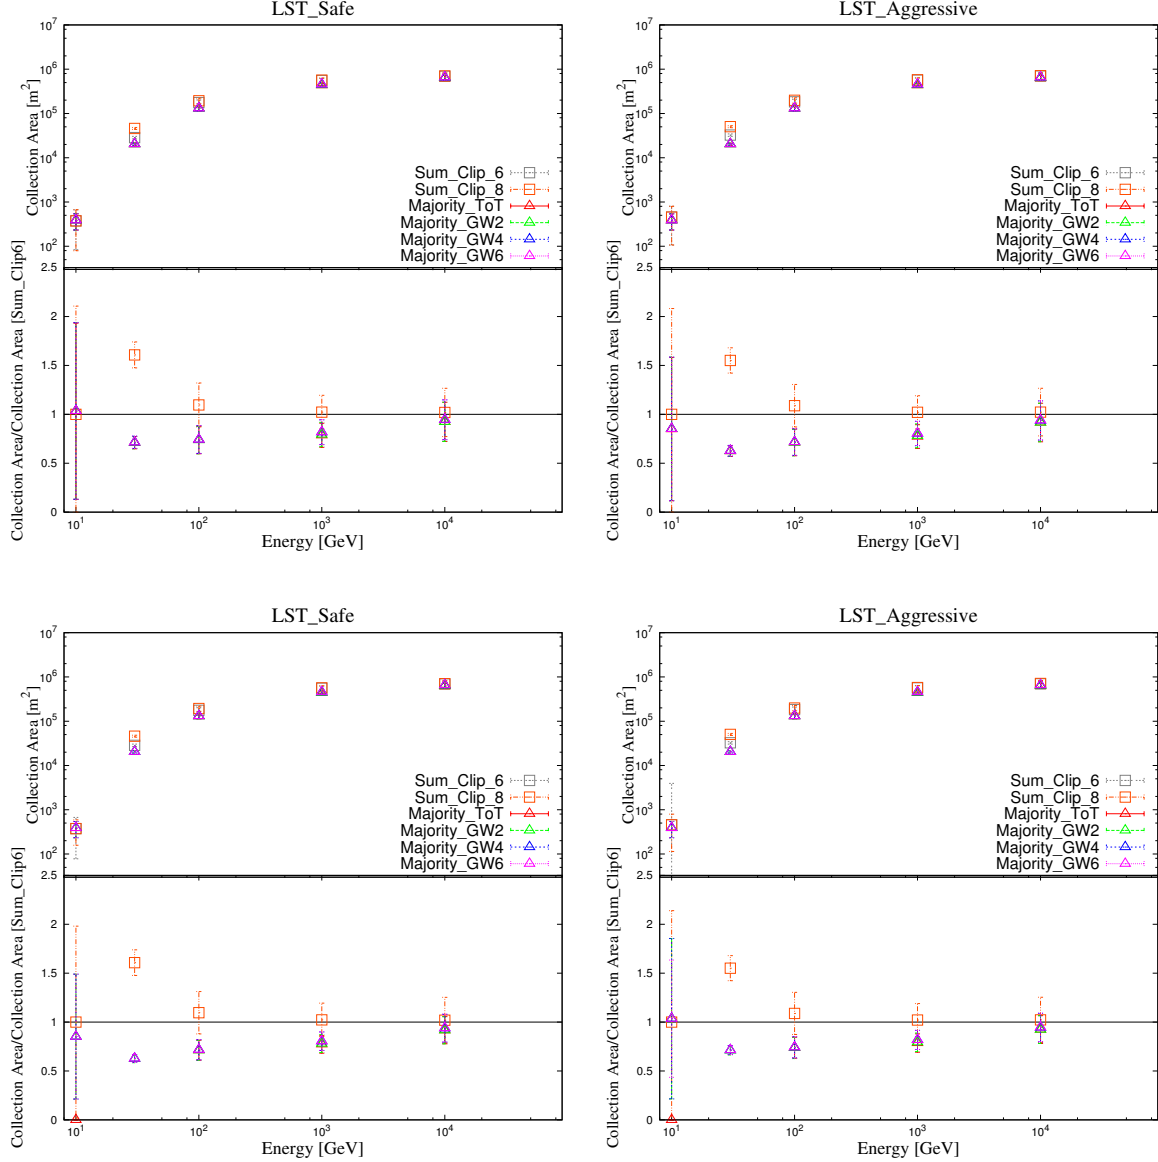 LST_Safe
Collection Area [m2]
10^7
10^6
10^5
10^4
10^3
10^2
Sum_Clip_6
Sum_Clip_8
Majority_ToT
Majority_GW2
Majority_GW4
Majority_GW6
Collection Area/Collection Area [Sum_Clip6]
2.5
2
1.5
1
0.5
0
10^1
10^2
10^3
10^4
Energy [GeV]
LST_Aggressive
Collection Area [m2]
10^7
10^6
10^5
10^4
10^3
10^2
Sum_Clip_6
Sum_Clip_8
Majority_ToT
Majority_GW2
Majority_GW4
Majority_GW6
Collection Area/Collection Area [Sum_Clip6]
2.5
2
1.5
1
0.5
0
10^1
10^2
10^3
10^4
Energy [GeV]
LST_Safe
Collection Area [m2]
10^7
10^6
10^5
10^4
10^3
10^2
Sum_Clip_6
Sum_Clip_8
Majority_ToT
Majority_GW2
Majority_GW4
Majority_GW6
Collection Area/Collection Area [Sum_Clip6]
2.5
2
1.5
1
0.5
0
10^1
10^2
10^3
10^4
Energy [GeV]
LST_Aggressive
Collection Area [m2]
10^7
10^6
10^5
10^4
10^3
10^2
Sum_Clip_6
Sum_Clip_8
Majority_ToT
Majority_GW2
Majority_GW4
Majority_GW6
Collection Area/Collection Area [Sum_Clip6]
2.5
2
1.5
1
0.5
0
10^1
10^2
10^3
10^4
Energy [GeV]